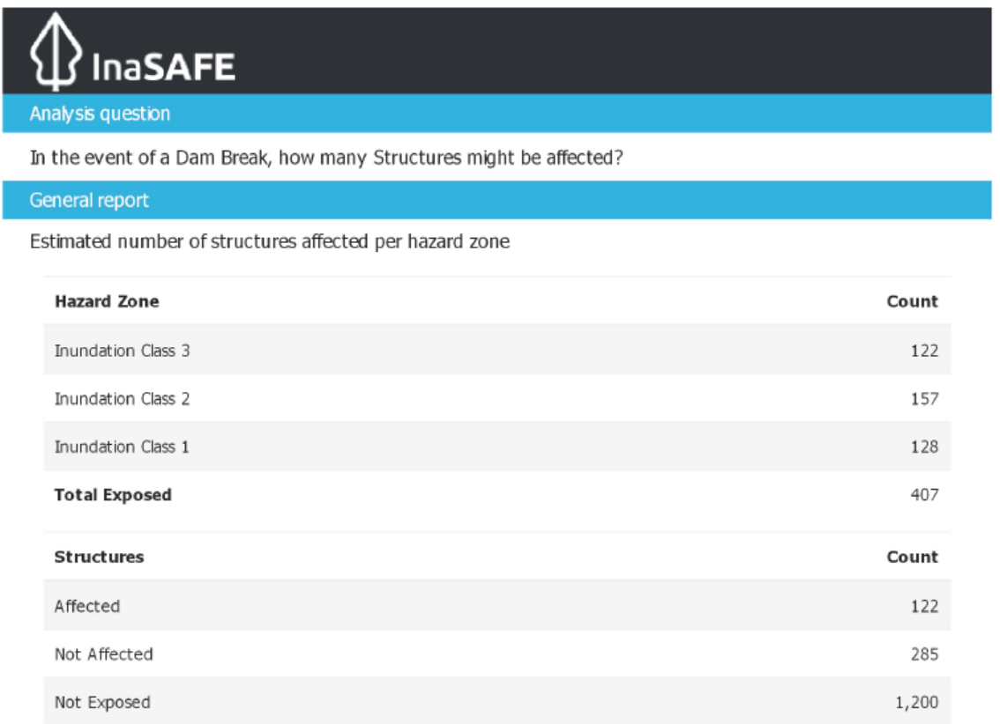 InaSAFE
Analysis question
In the event of a Dam Break, how many Structures might be affected?
General report
Estimated number of structures affected per hazard zone
Hazard Zone Count
Inundation Class 3 122
Inundation Class 2 157
Inundation Class 1 128
Total Exposed 407
Structures Count
Affected 122
Not Affected 285
Not Exposed 1,200